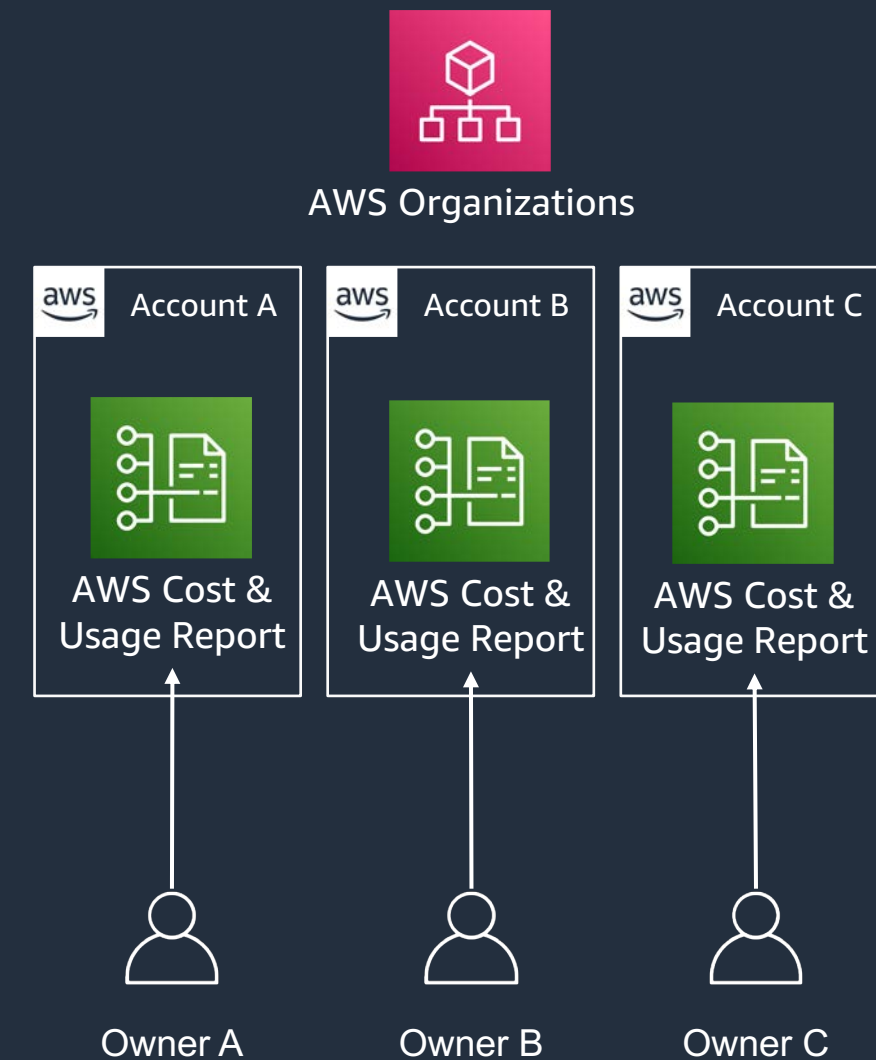 AWS Organizations
aws Account A
aws Account B
aws Account C
AWS Cost &
Usage Report
AWS Cost &
Usage Report
AWS Cost &
Usage Report
Owner A
Owner B
Owner C